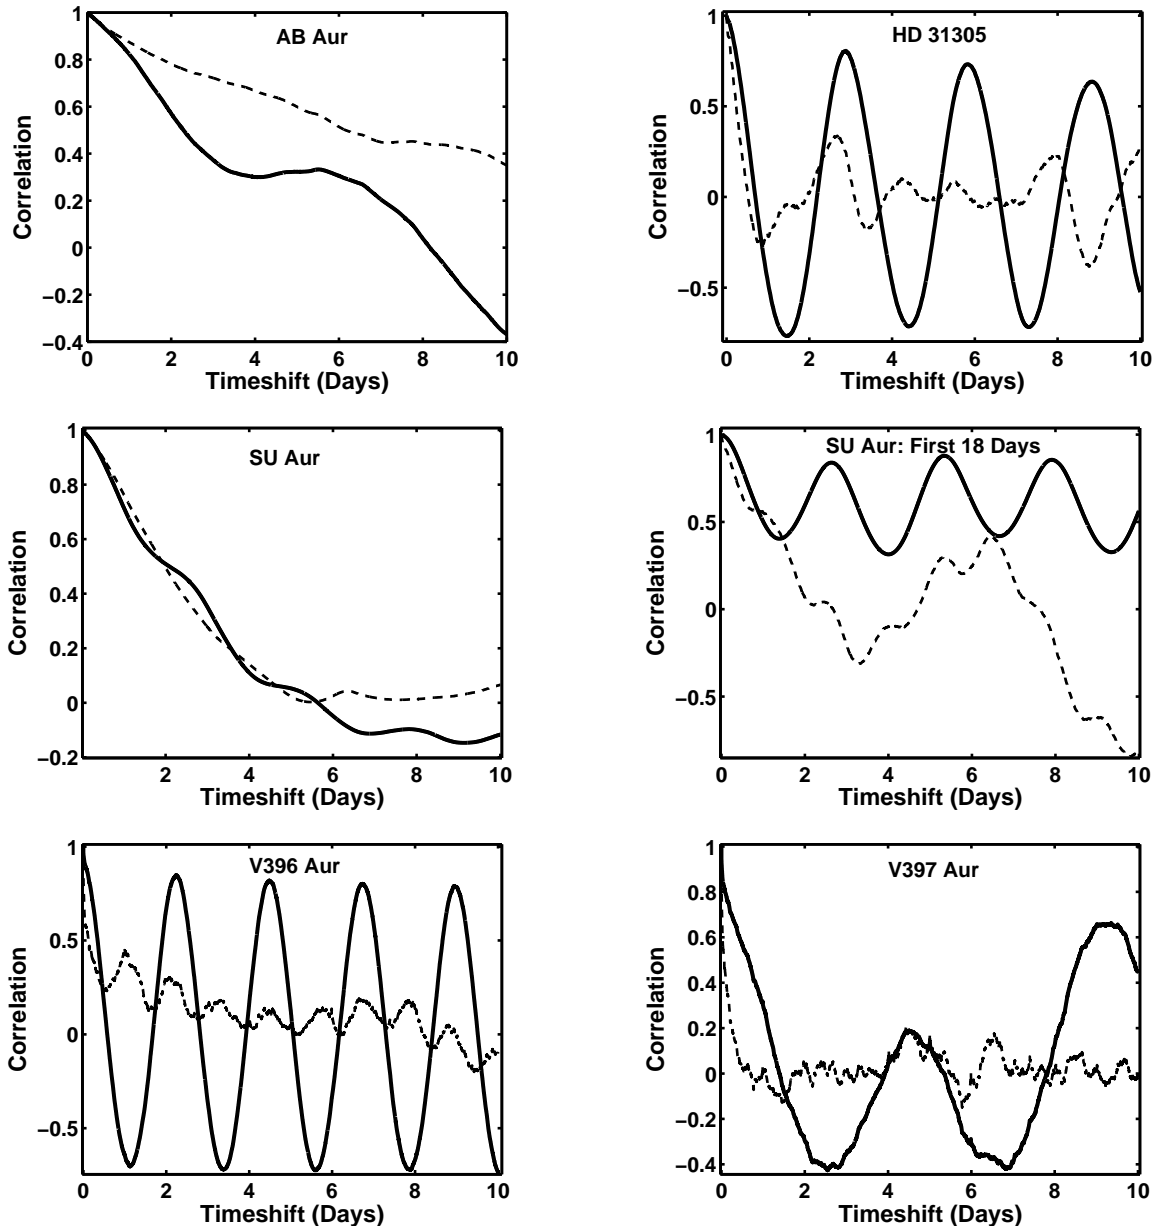 AB Aur
1
0.8
0.6
0.4
0.2
0
−0.2
−0.4
0 2 4 6 8 10
Correlation
Timeshift (Days)
HD 31305
1
0.5
0
−0.5
0 2 4 6 8 10
Correlation
Timeshift (Days)
SU Aur
1
0.8
0.6
0.4
0.2
0
−0.2
2 4 6 8 10
Correlation
Timeshift (Days)
SU Aur: First 18 Days
1
0.5
0
−0.5
0 2 4 6 8 10
Correlation
Timeshift (Days)
V396 Aur
1
0.5
0
−0.5
0 2 4 6 8 10
Correlation
Timeshift (Days)
V397 Aur
1
0.8
0.6
0.4
0.2
0
−0.2
−0.4
0 2 4 6 8 10
Correlation
Timeshift (Days)